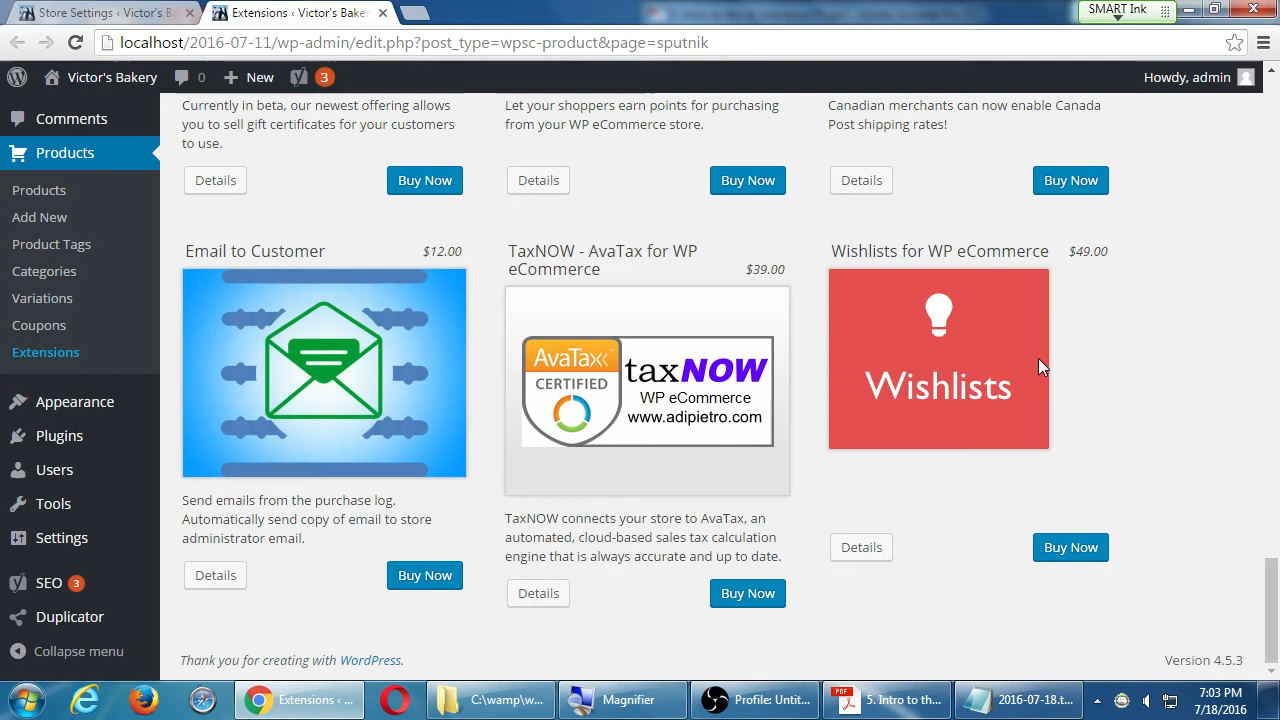 Store Settings ‹ Victor's B
Extensions ‹ Victor's Baker
SMART Ink
localhost/2016-07-11/wp-admin/edit.php?post_type=wpsc-product&page=sputnik
Victor's Bakery
0
New
3
Howdy, admin
Comments
Products
Products
Add New
Product Tags
Categories
Variations
Coupons
Extensions
Appearance
Plugins
Users
Tools
Settings
SEO 3
Duplicator
Collapse menu
Currently in beta, our newest offering allows
you to sell gift certificates for your customers
to use.
Details
Buy Now
Let your shoppers earn points for purchasing
from your WP eCommerce store.
Details
Buy Now
Canadian merchants can now enable Canada
Post shipping rates!
Details
Buy Now
Email to Customer
$12.00
Send emails from the purchase log.
Automatically send copy of email to store
administrator email.
Details
Buy Now
TaxNOW - AvaTax for WP
eCommerce
$39.00
AvaTax™
CERTIFIED
taxNOW
WP eCommerce
www.adipietro.com
TaxNOW connects your store to AvaTax, an
automated, cloud-based sales tax calculation
engine that is always accurate and up to date.
Details
Buy Now
Wishlists for WP eCommerce
$49.00
Wishlists
Details
Buy Now
Thank you for creating with WordPress.
Version 4.5.3
Extensions ‹ ...
C:\wamp\w...
Magnifier
Profile: Untit...
PDF
5. Intro to th...
2016-07-18.t...
7:03 PM
7/18/2016